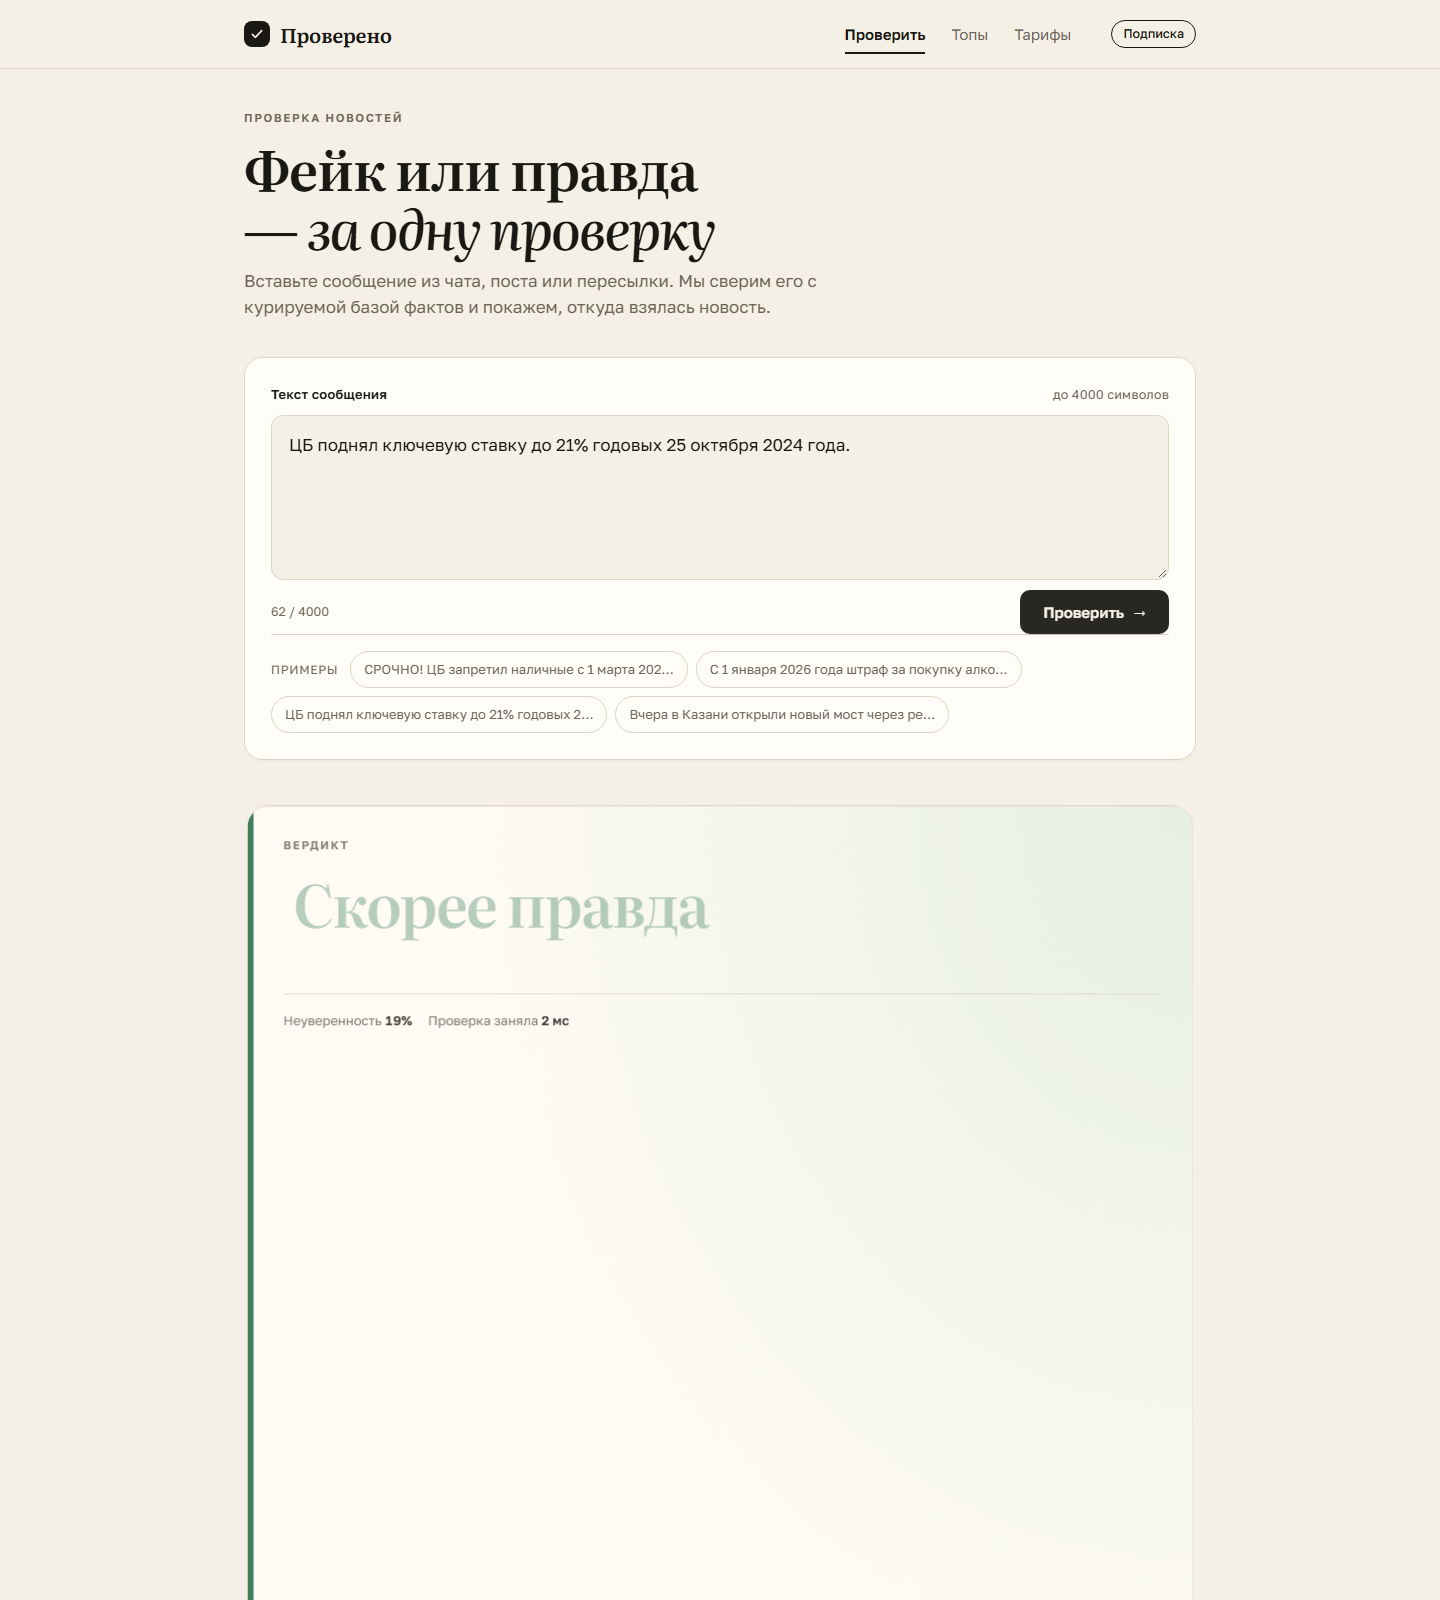 Проверено
Проверить Топы Тарифы Подписка
ПРОВЕРКА НОВОСТЕЙ
Фейк или правда
— за одну проверку
Вставьте сообщение из чата, поста или пересылки. Мы сверим его с
курируемой базой фактов и покажем, откуда взялась новость.
Текст сообщения до 4000 символов
ЦБ поднял ключевую ставку до 21% годовых 25 октября 2024 года.
62 / 4000 Проверить →
ПРИМЕРЫ СРОЧНО! ЦБ запретил наличные с 1 марта 202… С 1 января 2026 года штраф за покупку алко…
ЦБ поднял ключевую ставку до 21% годовых 2… Вчера в Казани открыли новый мост через ре…
ВЕРДИКТ
Скорее правда
Неуверенность 19% Проверка заняла 2 мс